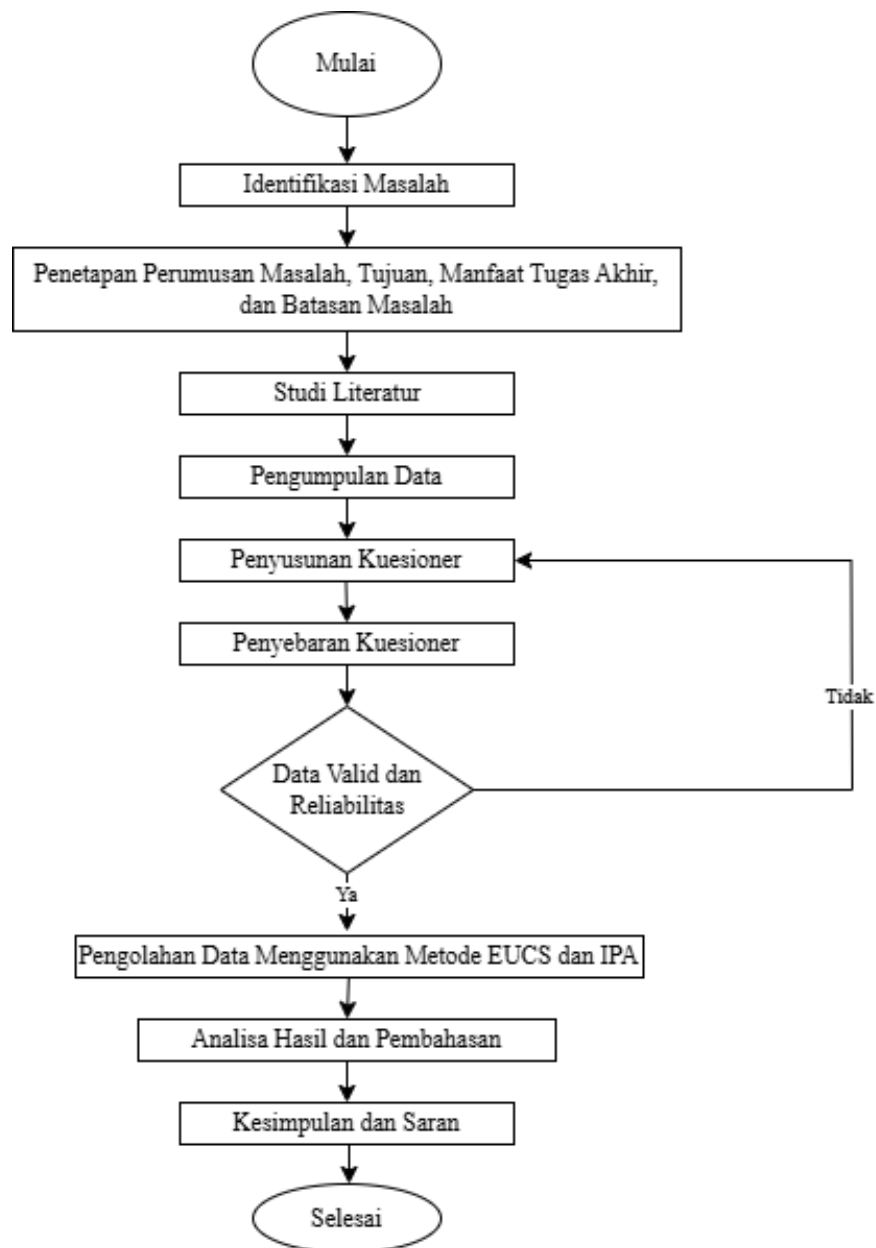 Mulai
Identifikasi Masalah
Penetapan Perumusan Masalah, Tujuan, Manfaat Tugas Akhir,
dan Batasan Masalah
Studi Literatur
Pengumpulan Data
Penyusunan Kuesioner
Penyebaran Kuesioner
Tidak
Data Valid dan
Reliabilitas
Ya
Pengolahan Data Menggunakan Metode EUCS dan IPA
Analisa Hasil dan Pembahasan
Kesimpulan dan Saran
Selesai